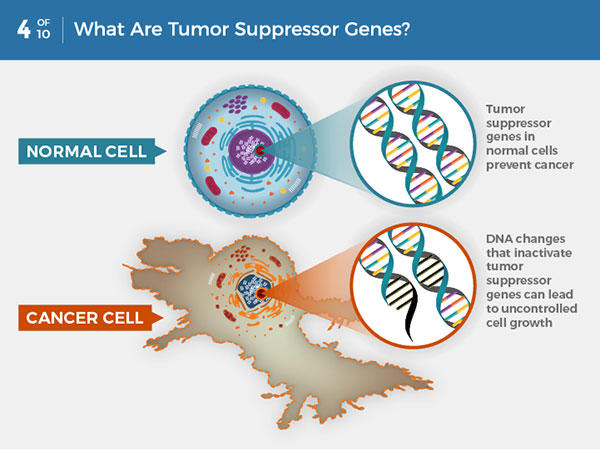 4 OF 10
What Are Tumor Suppressor Genes?
NORMAL CELL
Tumor
suppressor
genes in
normal cells
prevent cancer
CANCER CELL
DNA changes
that inactivate
tumor
suppressor
genes can lead
to uncontrolled
cell growth